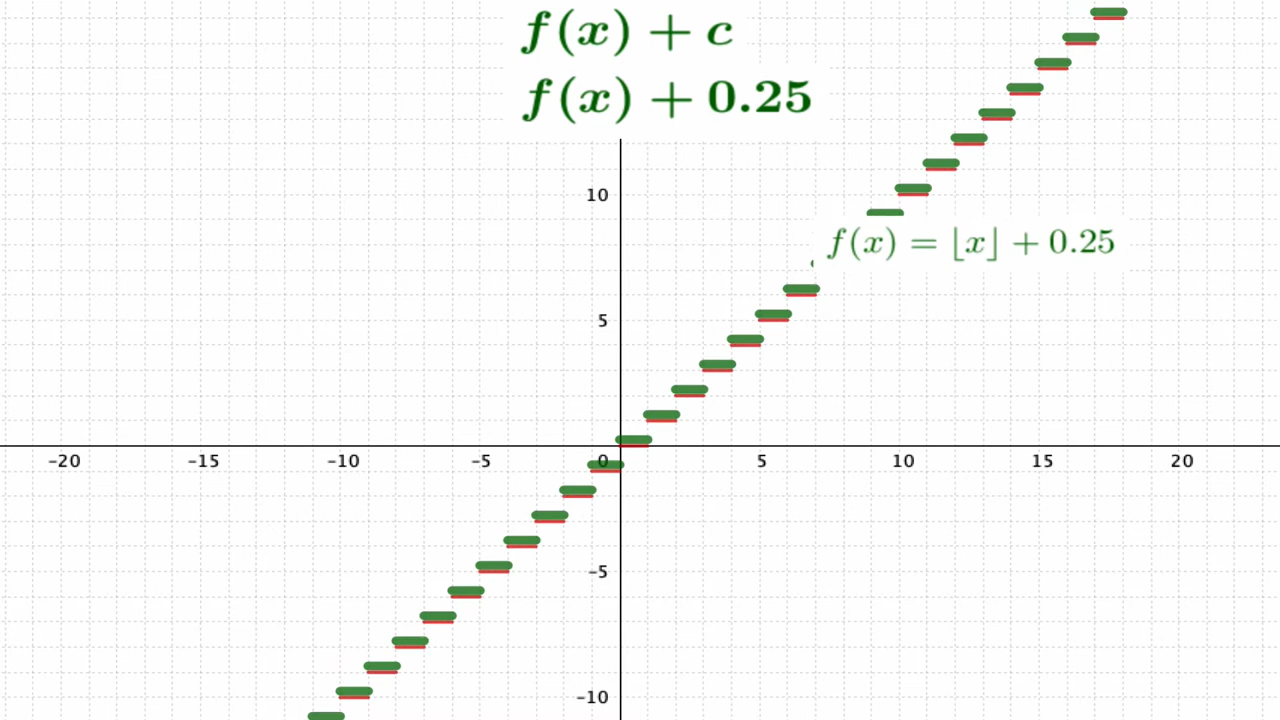 f(x) + c
f(x) + 0.25
10
f(x) = ⌊x⌋ + 0.25
5
−20 −15 −10 −5 0 5 10 15 20
−5
−10